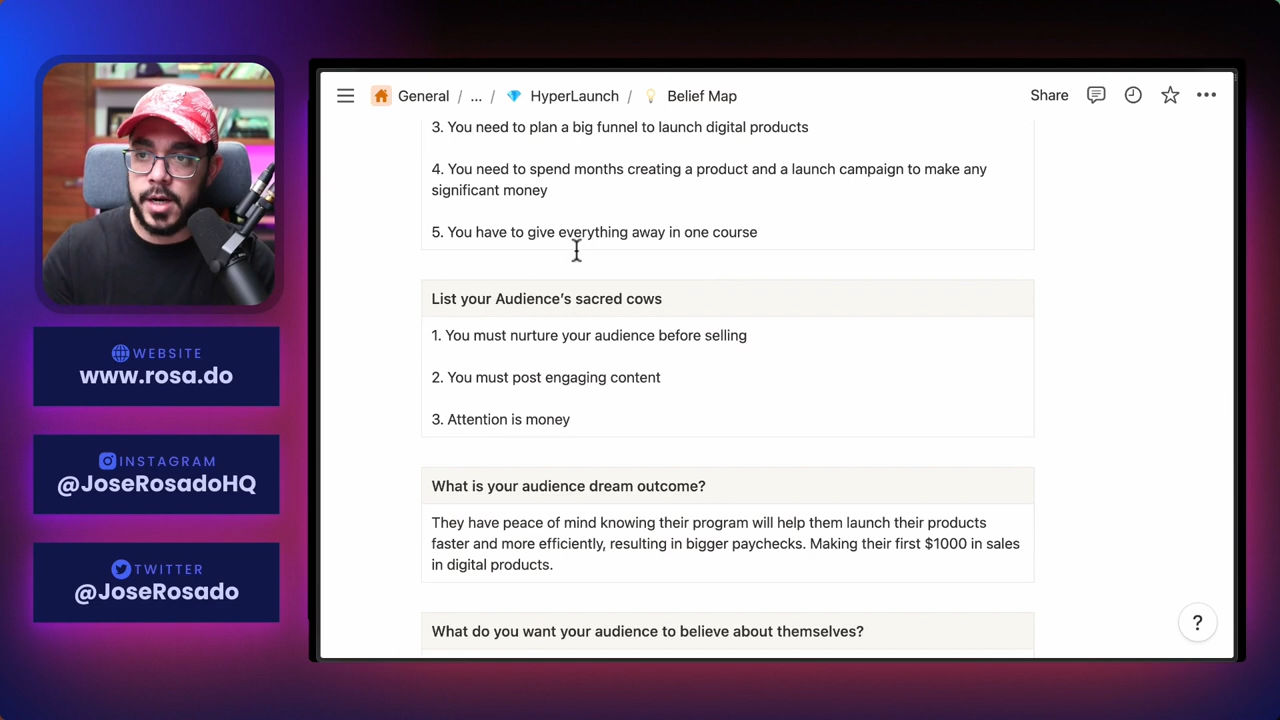 WEBSITE
www.rosa.do
INSTAGRAM
@JoseRosadoHQ
TWITTER
@JoseRosado
General / ... / HyperLaunch / Belief Map
Share
3. You need to plan a big funnel to launch digital products
4. You need to spend months creating a product and a launch campaign to make any
significant money
5. You have to give everything away in one course
List your Audience’s sacred cows
1. You must nurture your audience before selling
2. You must post engaging content
3. Attention is money
What is your audience dream outcome?
They have peace of mind knowing their program will help them launch their products
faster and more efficiently, resulting in bigger paychecks. Making their first $1000 in sales
in digital products.
What do you want your audience to believe about themselves?
?